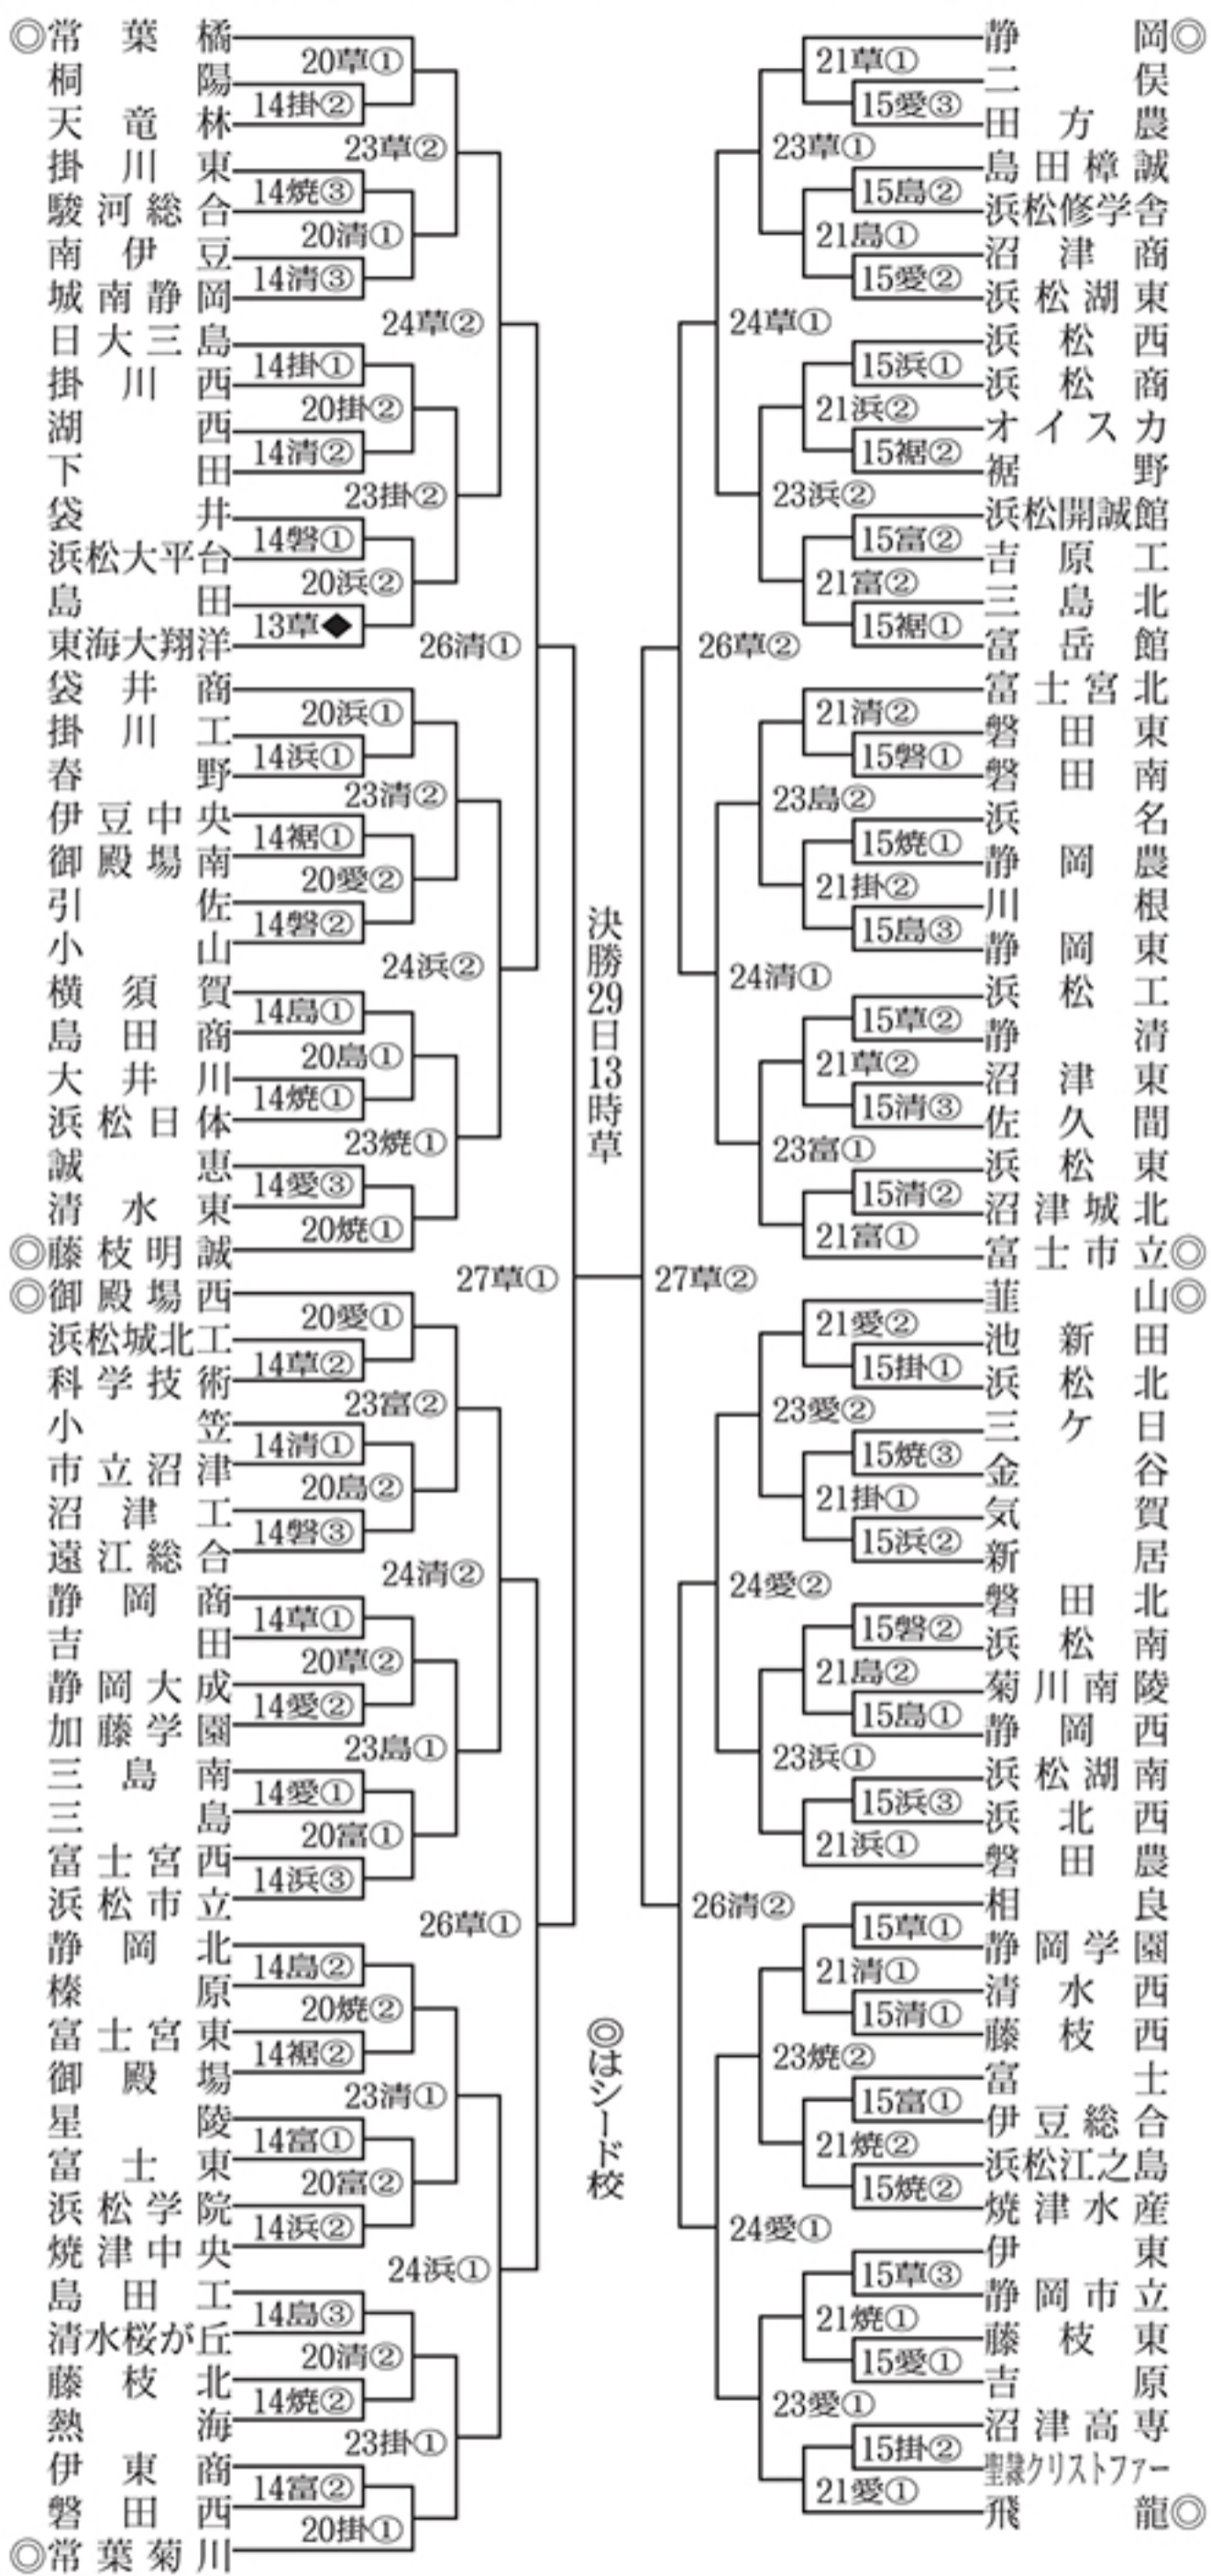 ◎常葉橘
20草①
桐陽
14掛②
天竜林
23草②
掛川東
14焼③
駿河総合
20清①
南伊豆
14清③
城南静岡
24草②
日大三島
14掛①
掛川西
20掛②
湖西
14清②
下田
23掛②
袋井
14磐①
浜松大平台
20浜②
島田
13草◆
東海大翔洋
26清①
袋井商
20浜①
掛川工
14浜①
春野
23清②
伊豆中央
14裾①
御殿場南
20愛②
引佐
14磐②
小山
24浜②
横須賀
14島①
島田商
20島①
大井川
14焼①
浜松日体
23焼①
誠恵
14愛③
清水東
20焼①
◎藤枝明誠
27草①
◎御殿場西
20愛①
浜松城北工
14草②
科学技術
23富②
小笠
14清①
市立沼津
20島②
沼津工
14磐③
遠江総合
24清②
静岡商
14草①
吉田
20草②
静岡大成
14愛②
加藤学園
23島①
三島南
14愛①
三島
20富①
富士宮西
14浜③
浜松市立
26草①
静岡北
14島②
榛原
20焼②
富士宮東
14裾②
御殿場
23清①
星陵
14富①
富士東
20富②
浜松学院
14浜②
焼津中央
24浜①
島田工
14島③
清水桜が丘
20清②
藤枝北
14焼②
熱海
23掛①
伊東商
14富②
磐田西
20掛①
◎常葉菊川
決勝29日13時草
◎はシード校
静岡◎
21草①
二俣
15愛③
田方農
23草①
島田樟誠
15島②
浜松修学舎
21島①
沼津商
15愛②
浜松湖東
24草①
浜松西
15浜①
浜松商
21浜②
オイスカ
15裾②
裾野
23浜②
浜松開誠館
15富②
吉原工
21富②
三島北
15裾①
富岳館
26草②
富士宮北
21清②
磐田東
15磐①
磐田南
23島②
浜名
15焼①
静岡農
21掛②
川根
15島③
静岡東
24清①
浜松工
15草②
静清
21草②
沼津東
15清③
佐久間
23富①
浜松東
15清②
沼津城北
21富①
富士市立◎
27草②
韮山◎
21愛②
池新田
15掛①
浜松北
23愛②
三ケ日
15焼③
金谷
21掛①
気賀
15浜②
新居
24愛②
磐田北
15磐②
浜松南
21島②
菊川南陵
15島①
静岡西
23浜①
浜松湖南
15浜③
浜北西
21浜①
磐田農
26清②
相良
15草①
静岡学園
21清①
清水西
15清①
藤枝西
23焼②
富士
15富①
伊豆総合
21焼②
浜松江之島
15焼②
焼津水産
24愛①
伊東
15草③
静岡市立
21焼①
藤枝東
15愛①
吉原
23愛①
沼津高専
15掛②
聖隷クリストファー
21愛①
飛龍◎